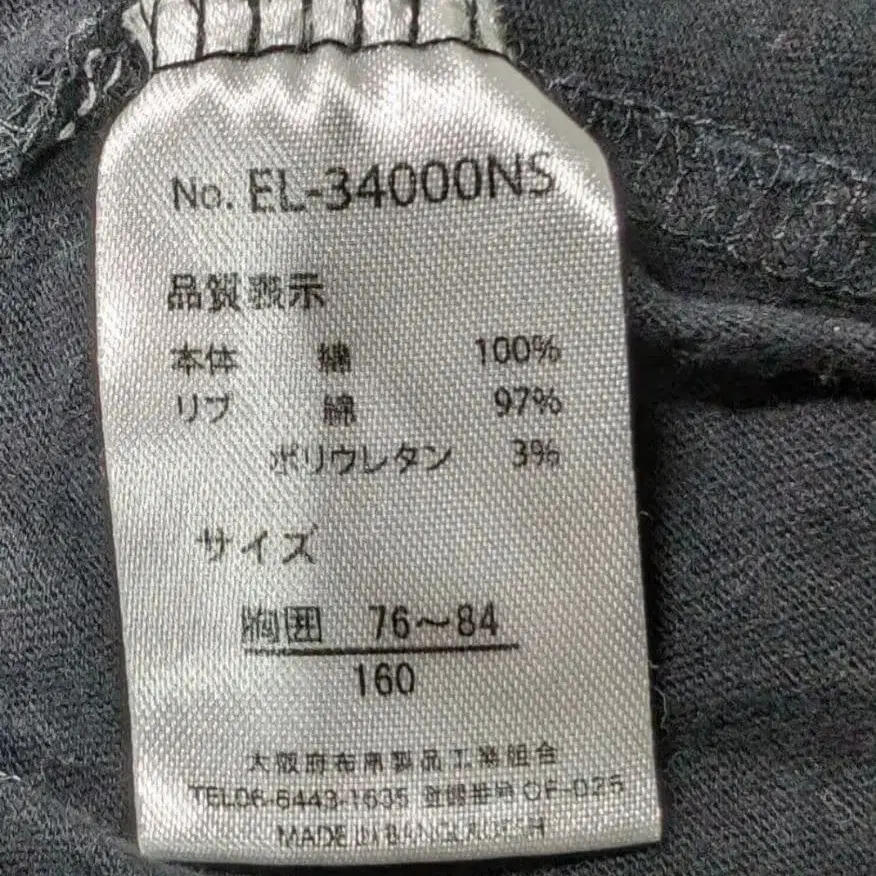 No. EL-34000NS
品質表示
本体 綿 100%
リブ 綿 97%
ポリウレタン 3%
サイズ
胸囲 76～84
160
大阪府布帛製品工業組合
TEL06-6443-1635 登録番号 OF-025
MADE IN BANGLADESH